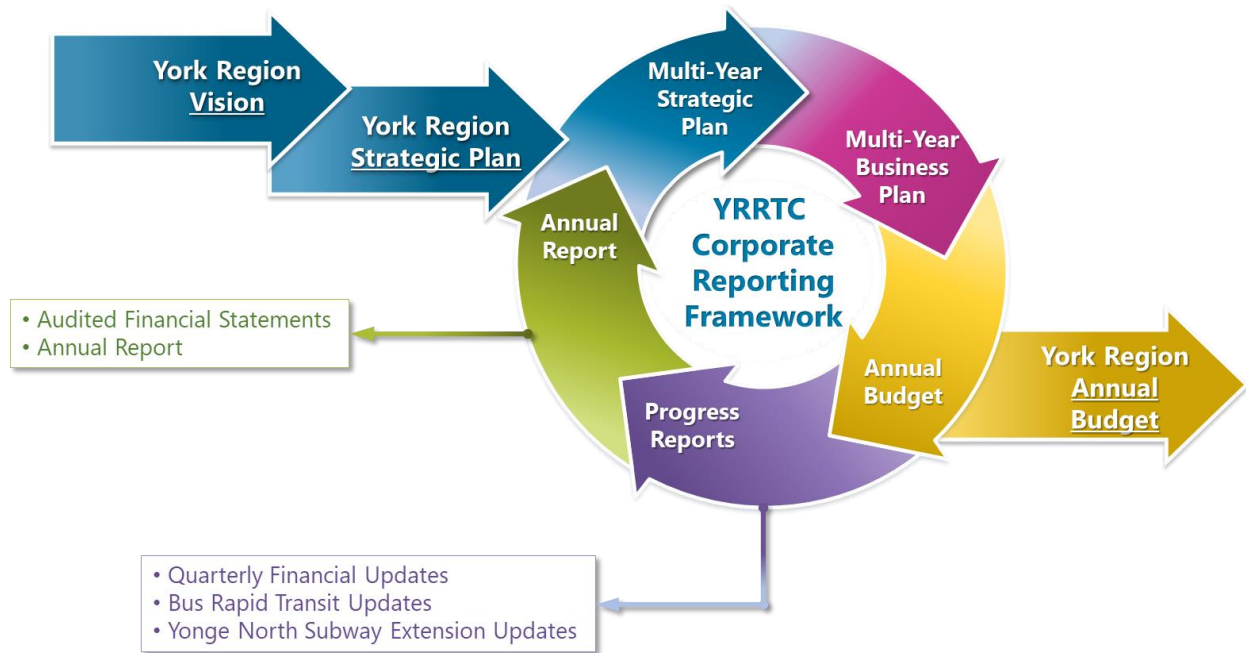 York Region
Vision
York Region
Strategic Plan
Multi-Year
Strategic
Plan
Multi-Year
Business
Plan
YRRTC
Corporate
Reporting
Framework
Annual
Report
• Audited Financial Statements
• Annual Report
Annual
Budget
York Region
Annual
Budget
Progress
Reports
• Quarterly Financial Updates
• Bus Rapid Transit Updates
• Yonge North Subway Extension Updates